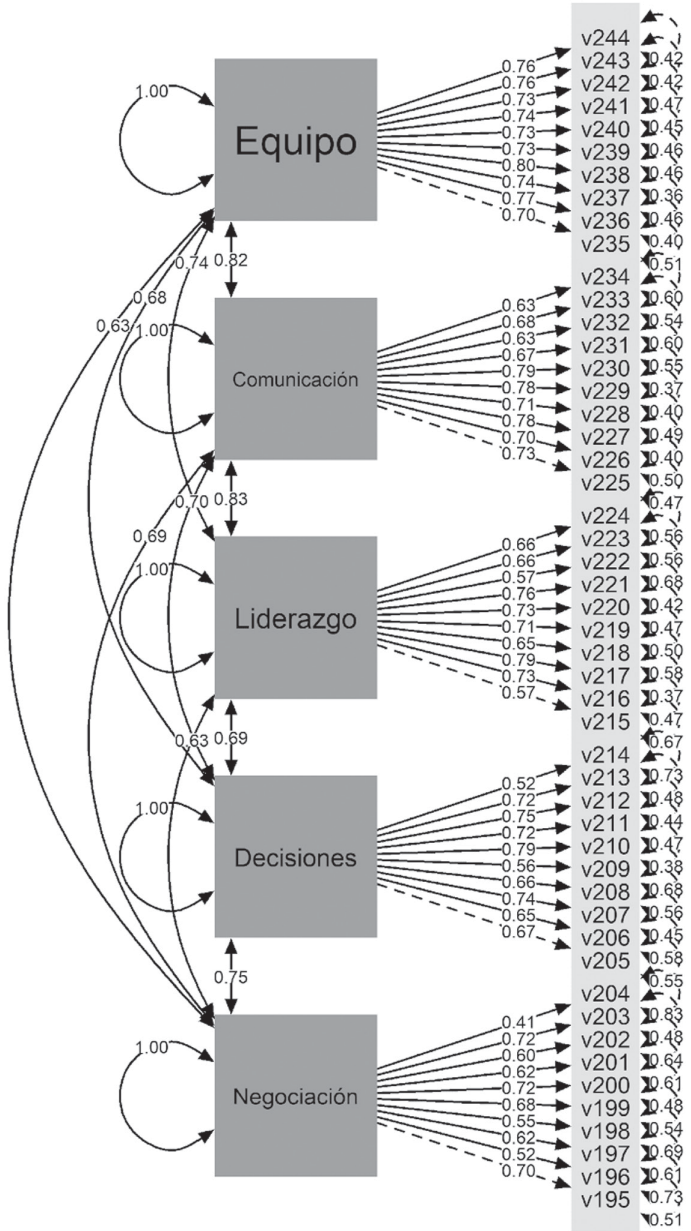 v244
0.76
1.00
v243
0.42
0.76
v242
0.42
0.73
v241
0.47
0.74
Equipo
v240
0.45
0.73
v239
0.46
0.73
v238
0.46
0.80
v237
0.36
0.74
v236
0.46
0.77
v235
0.40
0.70
0.51
0.74
0.82
v234
0.68
v233
0.60
0.63
0.63
1.00
v232
0.54
0.68
v231
0.60
0.63
v230
0.55
0.67
Comunicación
v229
0.37
0.79
v228
0.40
0.78
v227
0.49
0.71
v226
0.40
0.78
v225
0.50
0.70
0.47
0.73
0.70
0.83
v224
0.69
v223
0.56
0.66
1.00
v222
0.56
0.66
v221
0.68
0.57
v220
0.42
0.76
Liderazgo
v219
0.47
0.73
v218
0.50
0.71
v217
0.58
0.65
v216
0.37
0.79
v215
0.47
0.73
0.67
0.57
0.63
0.69
v214
v213
0.73
0.52
1.00
v212
0.48
0.72
v211
0.44
0.75
v210
0.47
0.72
Decisiones
v209
0.38
0.79
v208
0.68
0.56
v207
0.56
0.66
v206
0.45
0.74
v205
0.58
0.65
0.55
0.67
0.75
v204
v203
0.83
0.41
1.00
v202
0.48
0.72
v201
0.64
0.60
v200
0.61
0.62
Negociación
v199
0.48
0.72
v198
0.54
0.68
v197
0.69
0.55
v196
0.61
0.62
v195
0.73
0.52
0.51
0.70